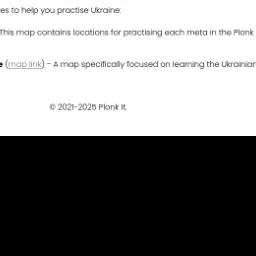 es to help you practise Ukraine:
This map contains locations for practising each meta in the Plonk
(map link) - A map specifically focused on learning the Ukrainian
© 2021-2025 Plonk It.